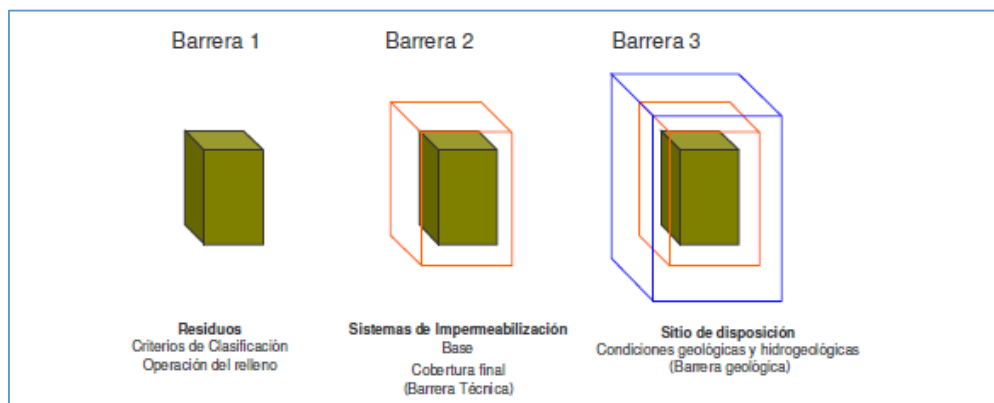 Barrera 1
Barrera 2
Barrera 3
Residuos
Criterios de Clasificación
Operación del relleno
Sistemas de Impermeabilización
Base
Cobertura final
(Barrera Técnica)
Sitio de disposición
Condiciones geológicas y hidrogeológicas
(Barrera geológica)